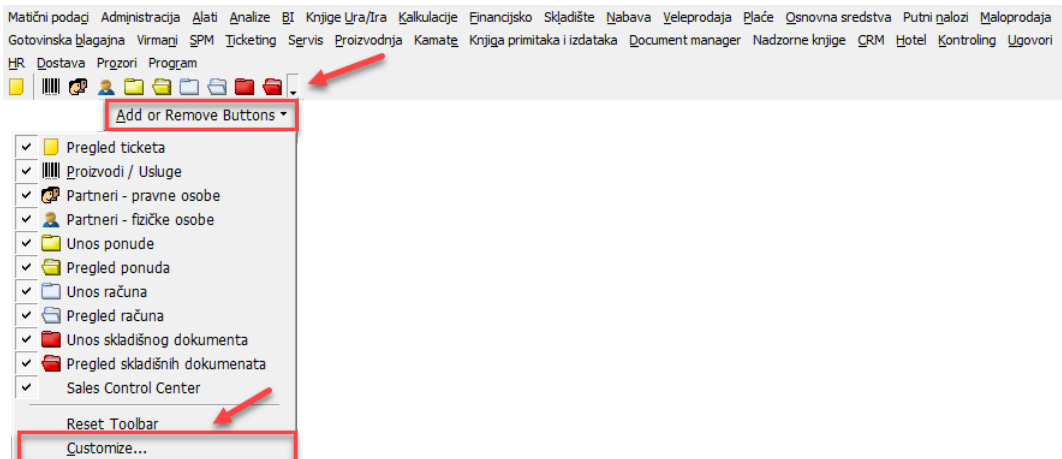 Matični podaci Administracija Alati Analize BI Knjige Ura/Ira Kalkulacije Financijsko Skladište Nabava Veleprodaja Plaće Osnovna sredstva Putni nalozi Maloprodaja
Gotovinska blagajna Virmani SPM Ticketing Servis Proizvodnja Kamate Knjiga primitaka i izdataka Document manager Nadzorne knjige CRM Hotel Kontroling Ugovori
HR Dostava Prozori Program
Add or Remove Buttons
Pregled ticketa
Proizvodi / Usluge
Partneri - pravne osobe
Partneri - fizičke osobe
Unos ponude
Pregled ponuda
Unos računa
Pregled računa
Unos skladišnog dokumenta
Pregled skladišnih dokumenata
Sales Control Center
Reset Toolbar
Customize...